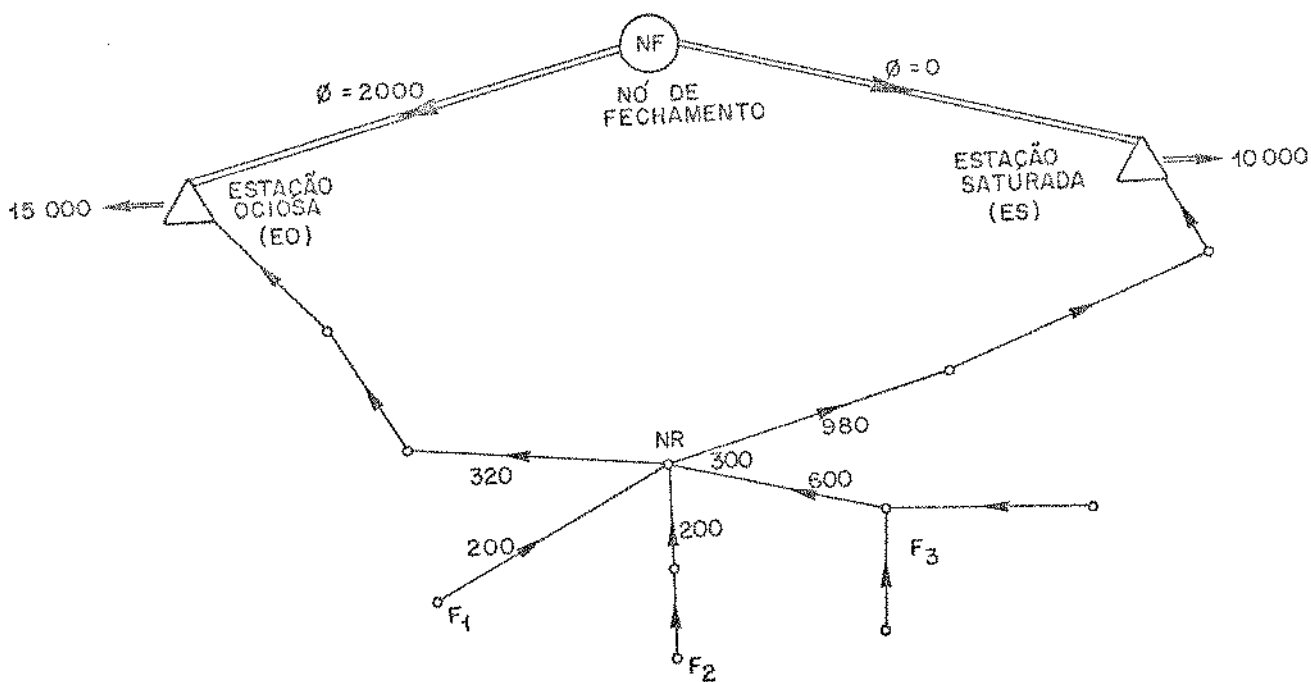 NF
Ø = 2000
Ø = 0
NÓ DE
FECHAMENTO
ESTAÇÃO
OCIOSA
(EO)
15 000
ESTAÇÃO
SATURADA
(ES)
10 000
NR
980
320
300
600
200
200
F1
F2
F3